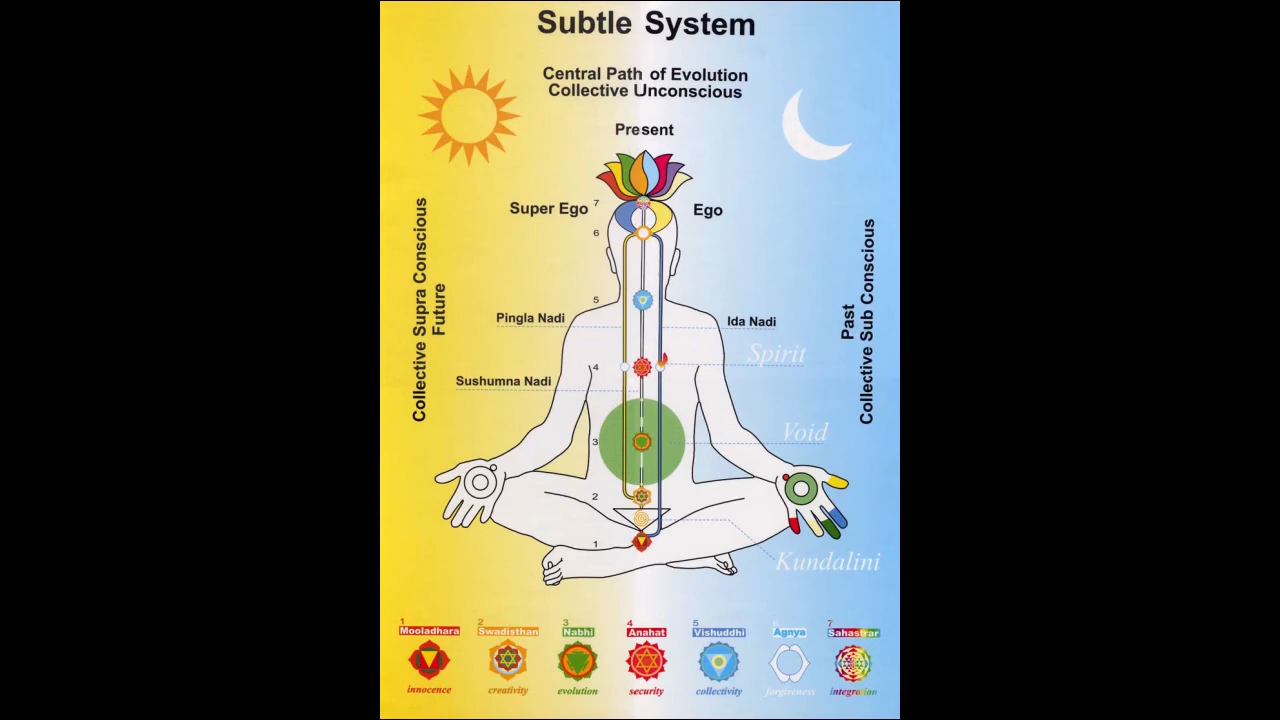 Subtle System
Central Path of Evolution
Collective Unconscious
Present
Super Ego
7
Ego
6
Collective Supra Conscious
Future
Past
Collective Sub Conscious
5
Pingla Nadi
Ida Nadi
Spirit
4
Sushumna Nadi
Void
3
2
1
Kundalini
1
Mooladhara
innocence
2
Swadisthan
creativity
3
Nabhi
evolution
4
Anahat
security
5
Vishuddhi
collectivity
6
Agnya
forgiveness
7
Sahastrar
integration